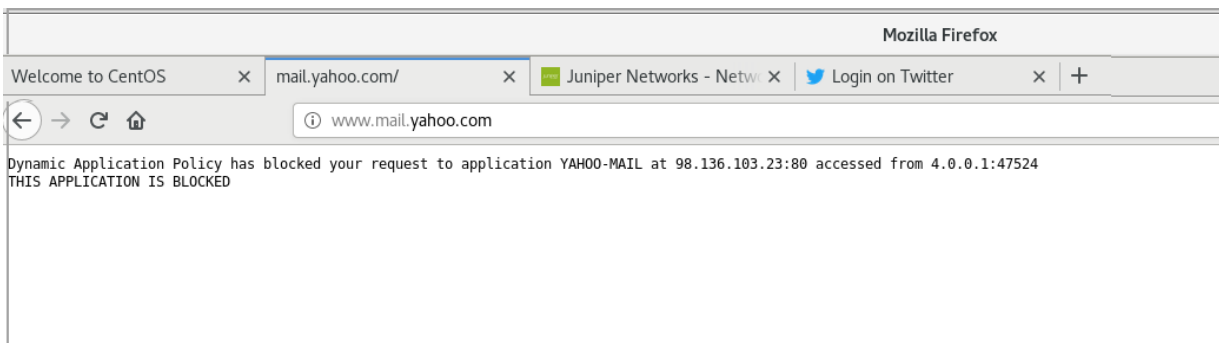 Mozilla Firefox
Welcome to CentOS
mail.yahoo.com/
Juniper Networks - Netw
Login on Twitter
www.mail.yahoo.com
Dynamic Application Policy has blocked your request to application YAHOO-MAIL at 98.136.103.23:80 accessed from 4.0.0.1:47524
THIS APPLICATION IS BLOCKED